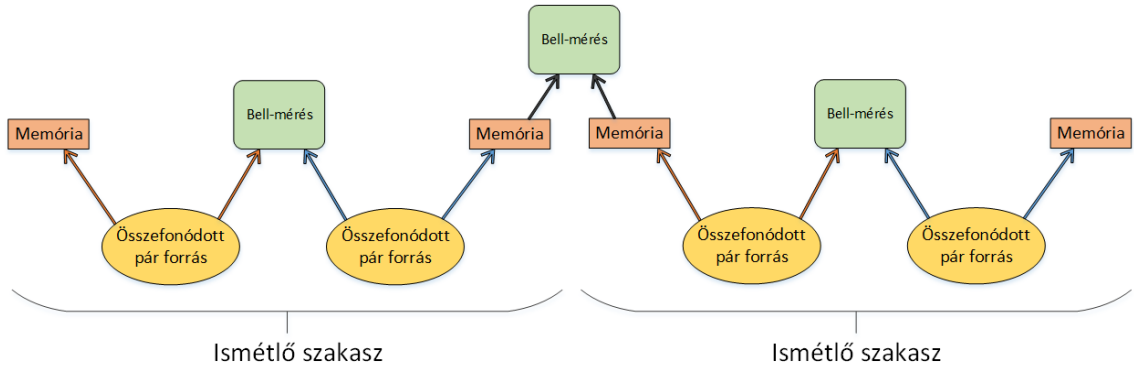 Bell-mérés
Bell-mérés
Bell-mérés
Memória
Memória
Memória
Memória
Összefonódott
pár forrás
Összefonódott
pár forrás
Összefonódott
pár forrás
Összefonódott
pár forrás
Ismétlő szakasz
Ismétlő szakasz